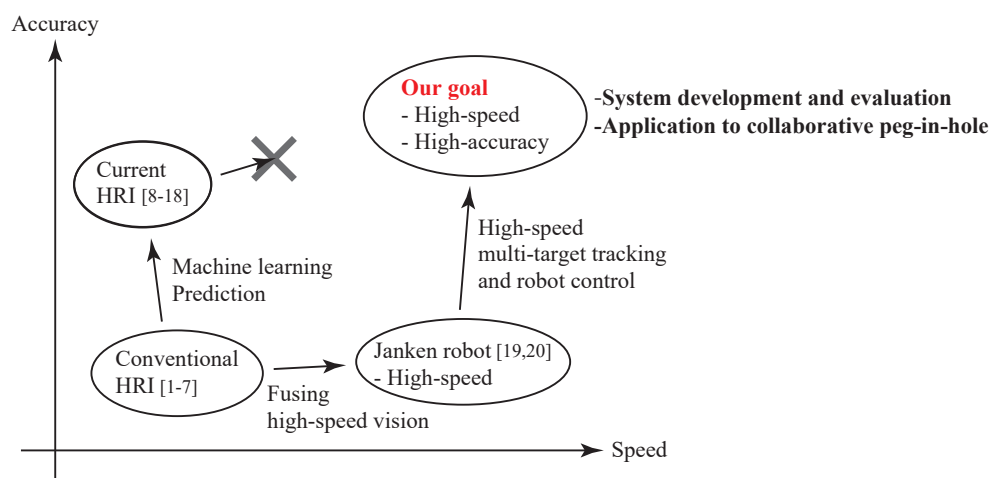 Accuracy
Our goal
- High-speed
- High-accuracy
-System development and evaluation
-Application to collaborative peg-in-hole
Current
HRI [8-18]
High-speed
multi-target tracking
and robot control
Machine learning
Prediction
Conventional
HRI [1-7]
Janken robot [19,20]
- High-speed
Fusing
high-speed vision
Speed